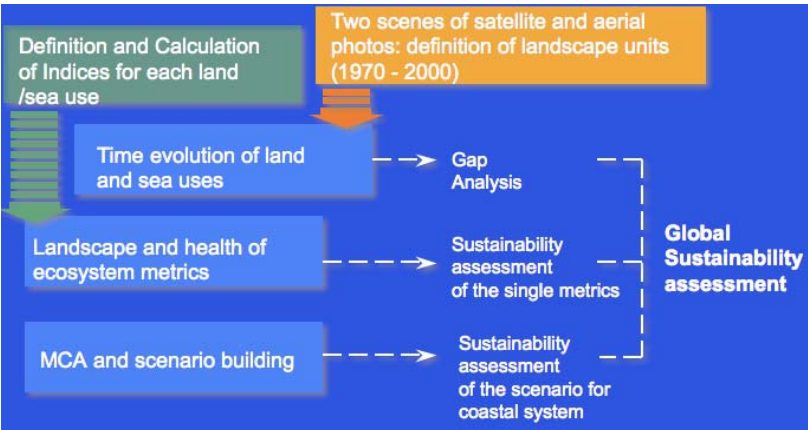 Two scenes of satellite and aerial
photos: definition of landscape units
(1970 - 2000)
Definition and Calculation
of Indices for each land
/sea use
Time evolution of land
and sea uses
Gap
Analysis
Landscape and health of
ecosystem metrics
Sustainability
assessment
of the single metrics
Global
Sustainability
assessment
MCA and scenario building
Sustainability
assessment
of the scenario for
coastal system